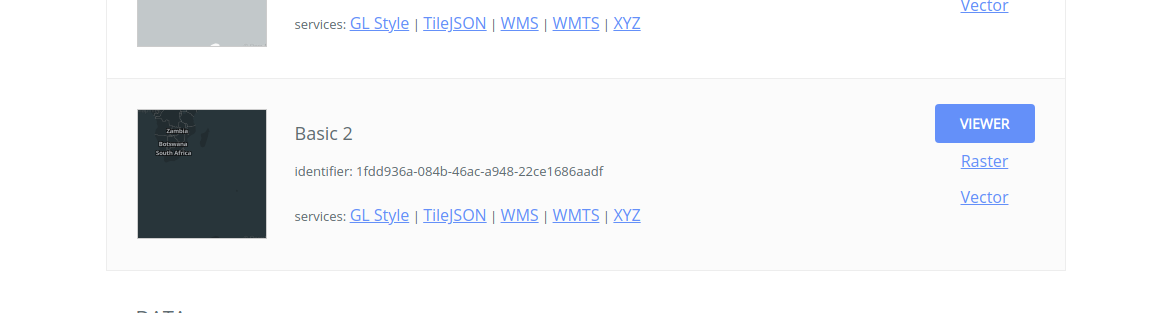 Vector
services: GL Style | TileJSON | WMS | WMTS | XYZ
Zambia
Botswana
South Africa
Basic 2
identifier: 1fdd936a-084b-46ac-a948-22ce1686aadf
services: GL Style | TileJSON | WMS | WMTS | XYZ
VIEWER
Raster
Vector
DATA